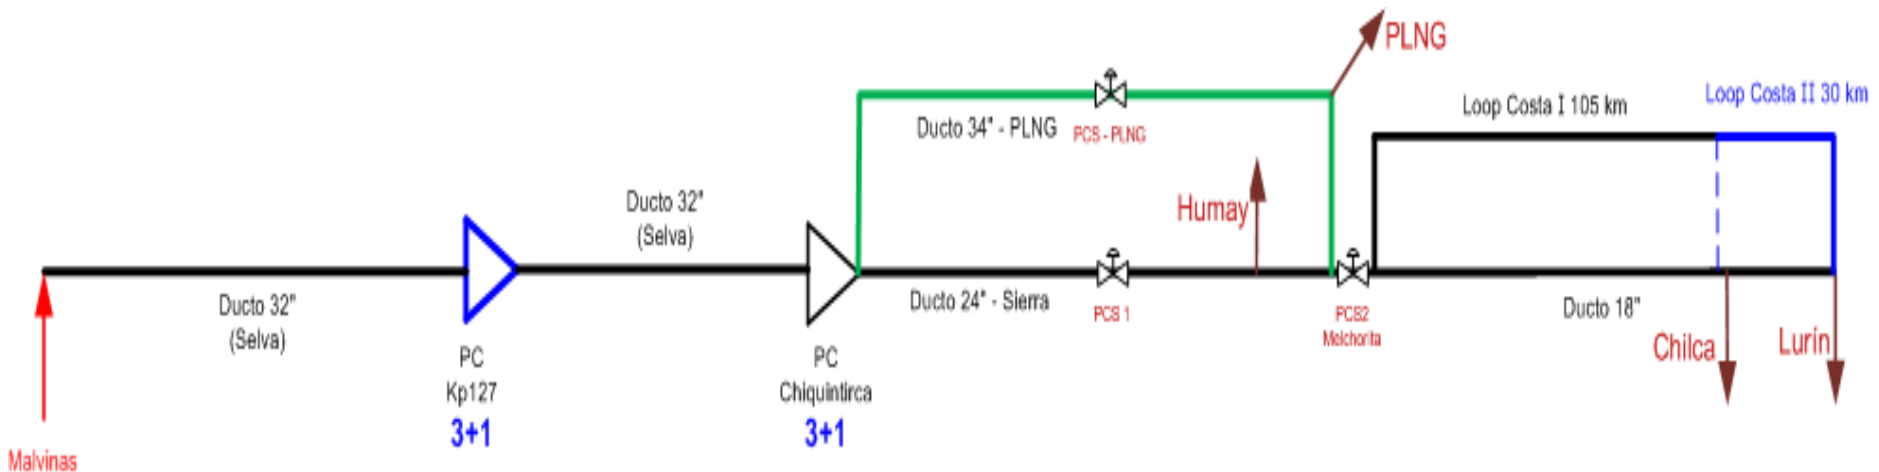 PLNG
Loop Costa I 105 km
Loop Costa II 30 km
Ducto 34" - PLNG
PCS - PLNG
Ducto 32"
(Selva)
Humay
Ducto 32"
(Selva)
Ducto 24" - Sierra
PCS 1
PCS2
Melchorita
Ducto 18"
Chilca
Lurín
PC
Kp127
3+1
PC
Chiquintirca
3+1
Malvinas